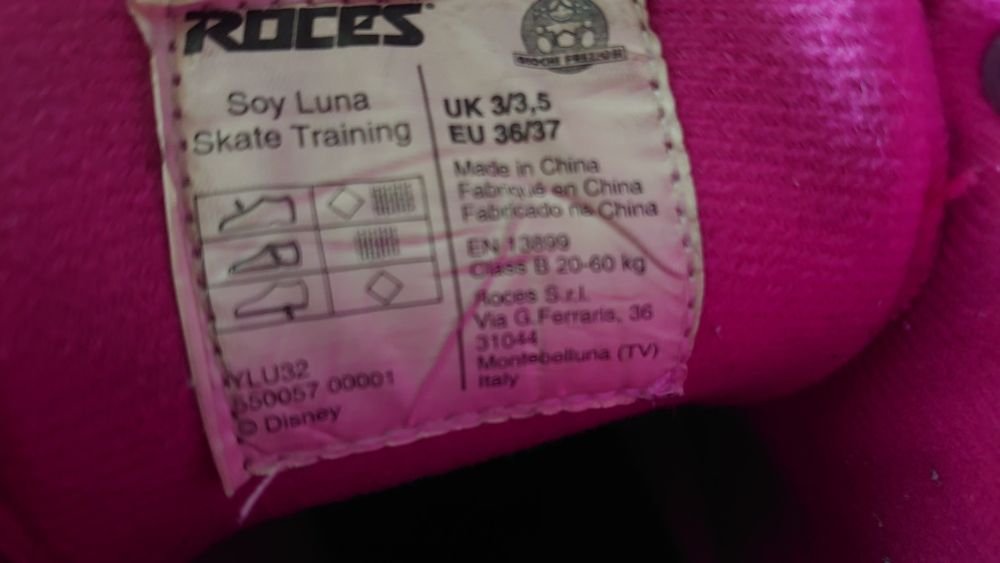 ROCES
Soy Luna
Skate Training
YLU32
550057 00001
© Disney
UK 3/3,5
EU 36/37
Made in China
Fabriqué en China
Fabricado na China
EN 13899
Class B 20-60 kg
Roces S.r.l.
Via G.Ferraris, 36
31044
Montebelluna (TV)
Italy